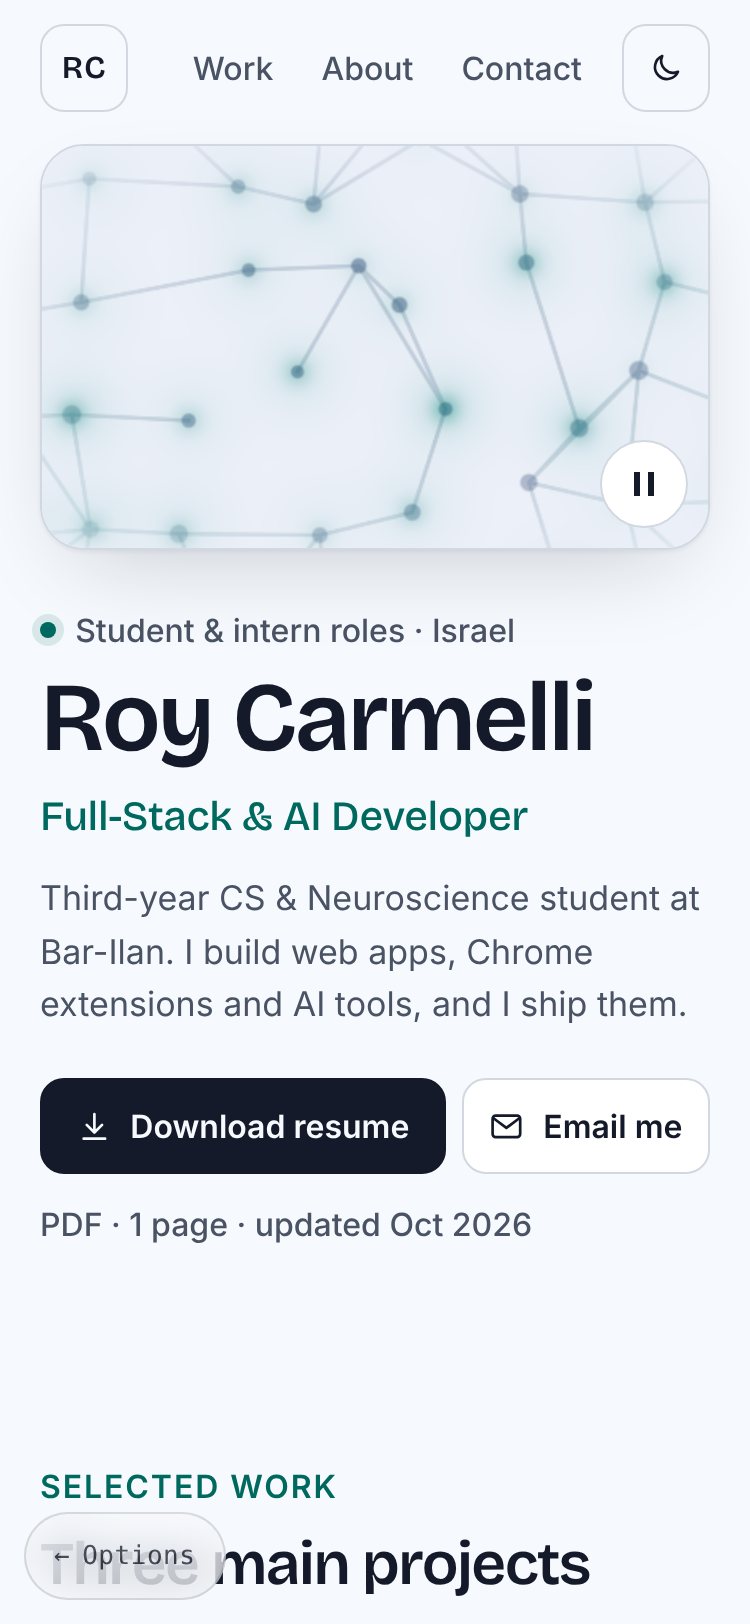 RC Work About Contact
Student & intern roles · Israel
Roy Carmelli
Full-Stack & AI Developer
Third-year CS & Neuroscience student at
Bar-Ilan. I build web apps, Chrome
extensions and AI tools, and I ship them.
Download resume Email me
PDF · 1 page · updated Oct 2026
SELECTED WORK
Three main projects
← Options